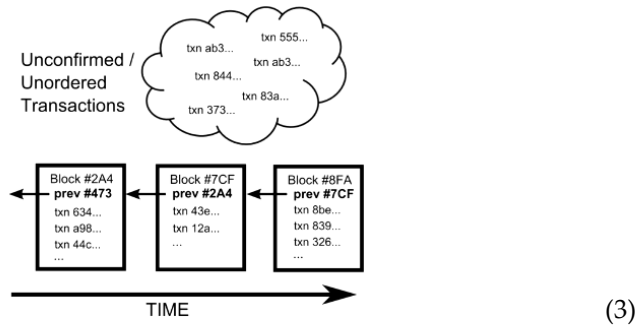 Unconfirmed /
Unordered
Transactions
txn ab3...
txn 555...
txn ab3...
txn 844...
txn 83a...
txn 373...
Block #2A4
prev #473
txn 634...
txn a98...
txn 44c...
...
Block #7CF
prev #2A4
txn 43e...
txn 12a...
...
Block #8FA
prev #7CF
txn 8be...
txn 839...
txn 326...
...
TIME
(3)